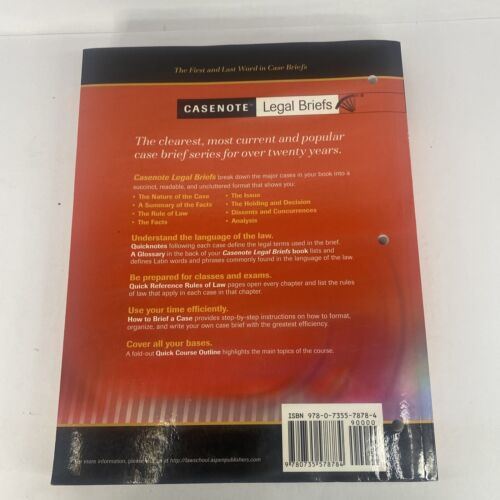 The First and Last Word in Case Briefs
CASENOTE™ Legal Briefs
The clearest, most current and popular
case brief series for over twenty years.
Casenote Legal Briefs break down the major cases in your book into a
succinct, readable, and uncluttered format that shows you:
• The Nature of the Case
• A Summary of the Facts
• The Rule of Law
• The Facts
• The Issue
• The Holding and Decision
• Dissents and Concurrences
• Analysis
Understand the language of the law.
Quicknotes following each case define the legal terms used in the brief.
A Glossary in the back of your Casenote Legal Briefs book lists and
defines Latin words and phrases commonly found in the language of the law.
Be prepared for classes and exams.
Quick Reference Rules of Law pages open every chapter and list the rules
of law that apply in each case in that chapter.
Use your time efficiently.
How to Brief a Case provides step-by-step instructions on how to format,
organize, and write your own case brief with the greatest efficiency.
Cover all your bases.
A fold-out Quick Course Outline highlights the main topics of the course.
ISBN 978-0-7355-7878-4
90000
9 780735 578784
For more information, please visit us at http://lawschool.aspenpublishers.com